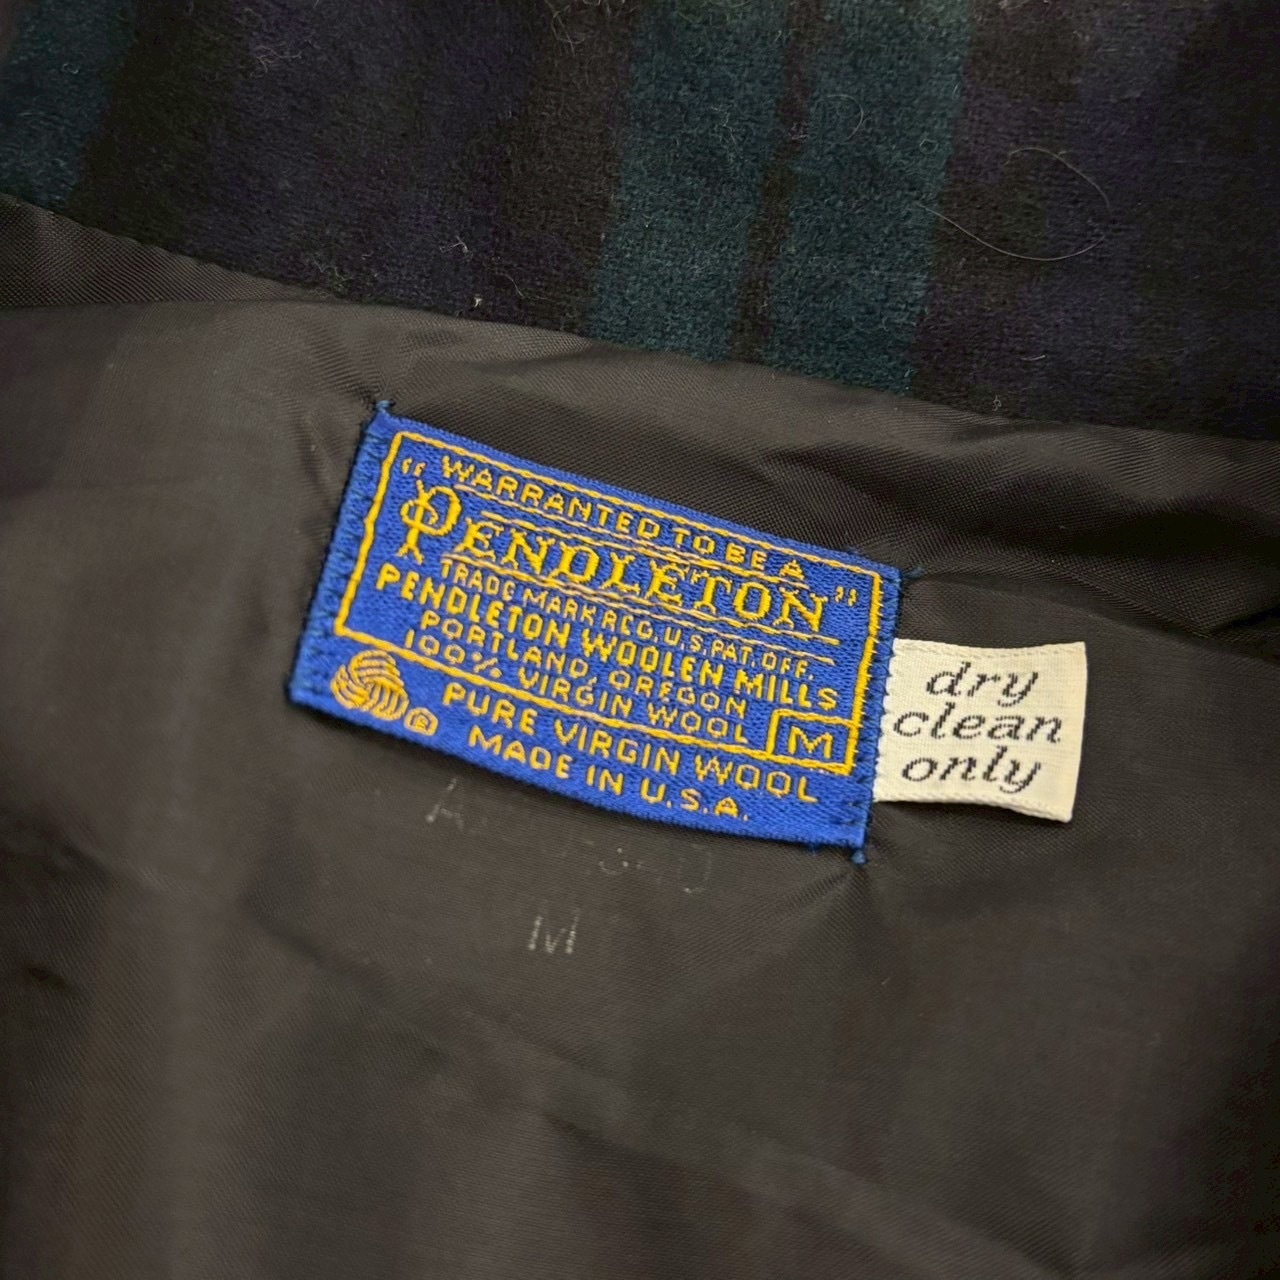 "WARRANTED TO BE A
PENDLETON"
TRADE MARK REG. U.S. PAT. OFF.
PENDLETON WOOLEN MILLS
PORTLAND, OREGON
100% VIRGIN WOOL
M
PURE VIRGIN WOOL
MADE IN U.S.A.
dry
clean
only
M